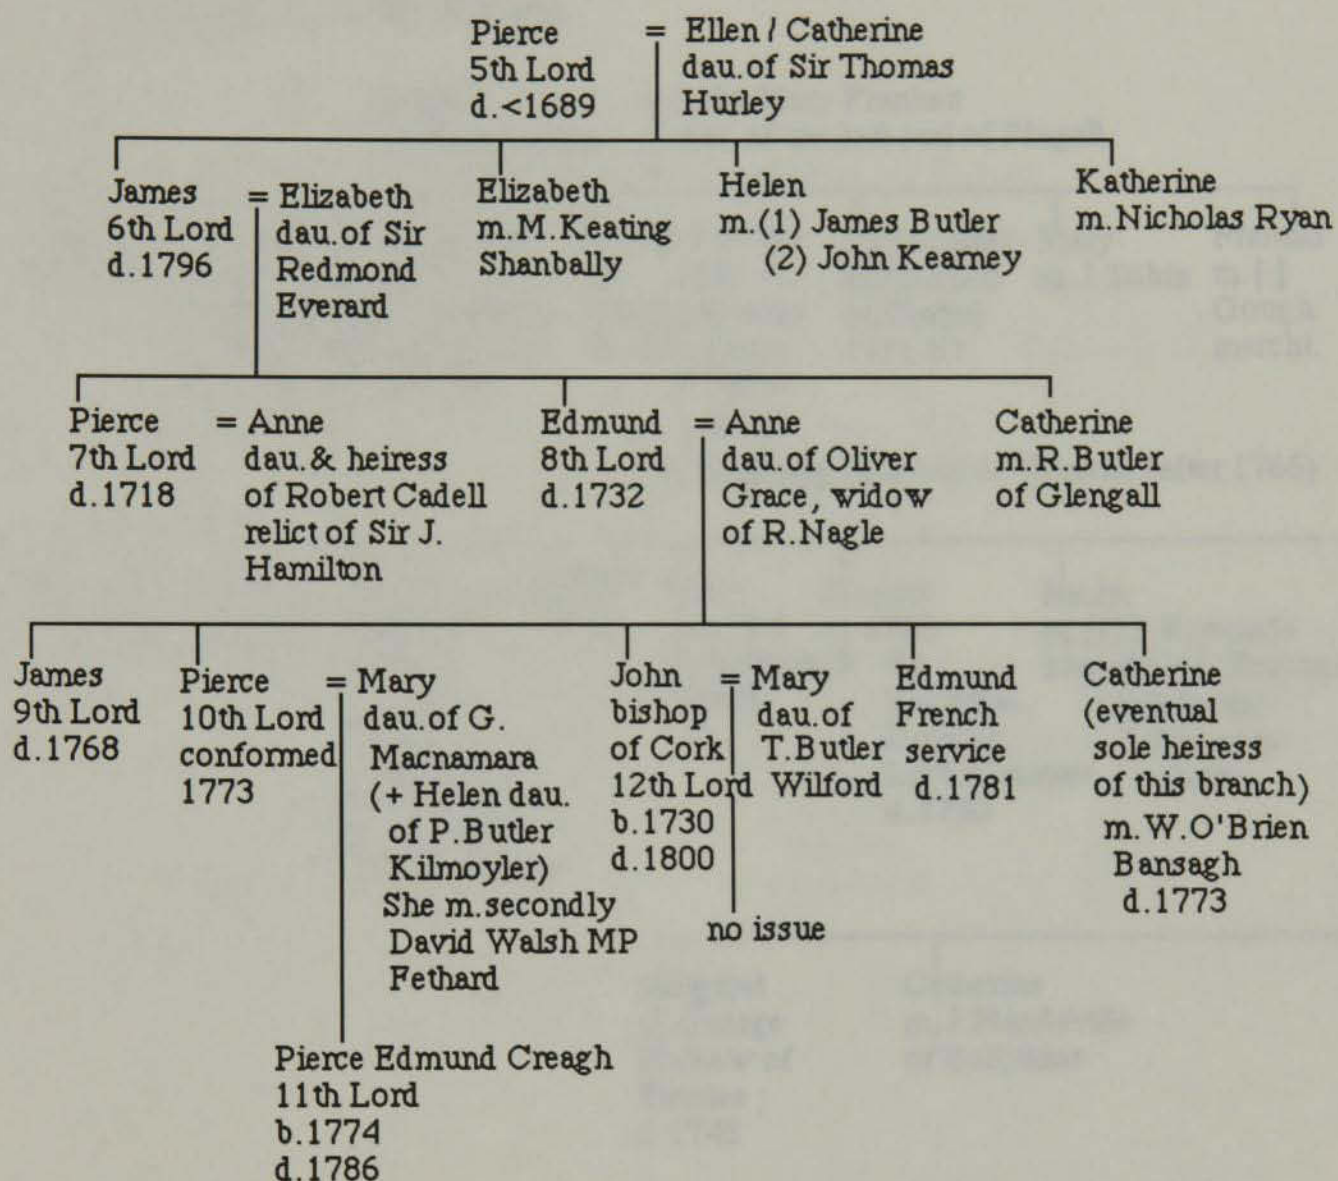 Pierce = Ellen / Catherine
5th Lord dau.of Sir Thomas
d.<1689 Hurley
James = Elizabeth
6th Lord dau.of Sir
d.1796 Redmond
Everard
Elizabeth
m.M.Keating
Shanbally
Helen
m.(1) James Butler
(2) John Kearney
Katherine
m.Nicholas Ryan
Pierce = Anne
7th Lord dau.& heiress
d.1718 of Robert Cadell
relict of Sir J.
Hamilton
Edmund = Anne
8th Lord dau.of Oliver
d.1732 Grace, widow
of R.Nagle
Catherine
m.R.Butler
of Glengall
James
9th Lord
d.1768
Pierce = Mary
10th Lord dau.of G.
conformed Macnamara
1773 (+ Helen dau.
of P.Butler
Kilmoyler)
She m.secondly
David Walsh MP
Fethard
John = Mary
bishop dau.of
of Cork T.Butler
12th Lord Wilford
b.1730
d.1800
no issue
Edmund
French
service
d.1781
Catherine
(eventual
sole heiress
of this branch)
m.W.O'Brien
Bansagh
d.1773
Pierce Edmund Creagh
11th Lord
b.1774
d.1786